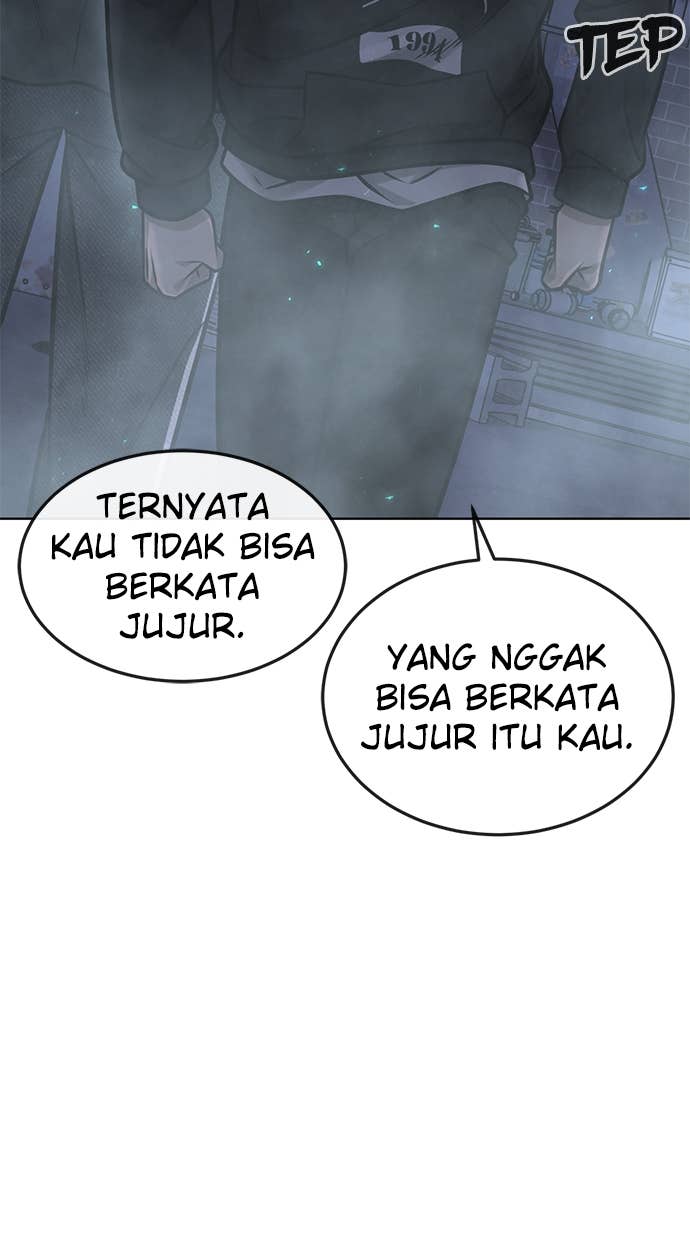 1994
TEP
TERNYATA
KAU TIDAK BISA
BERKATA
JUJUR.
YANG NGGAK
BISA BERKATA
JUJUR ITU KAU.